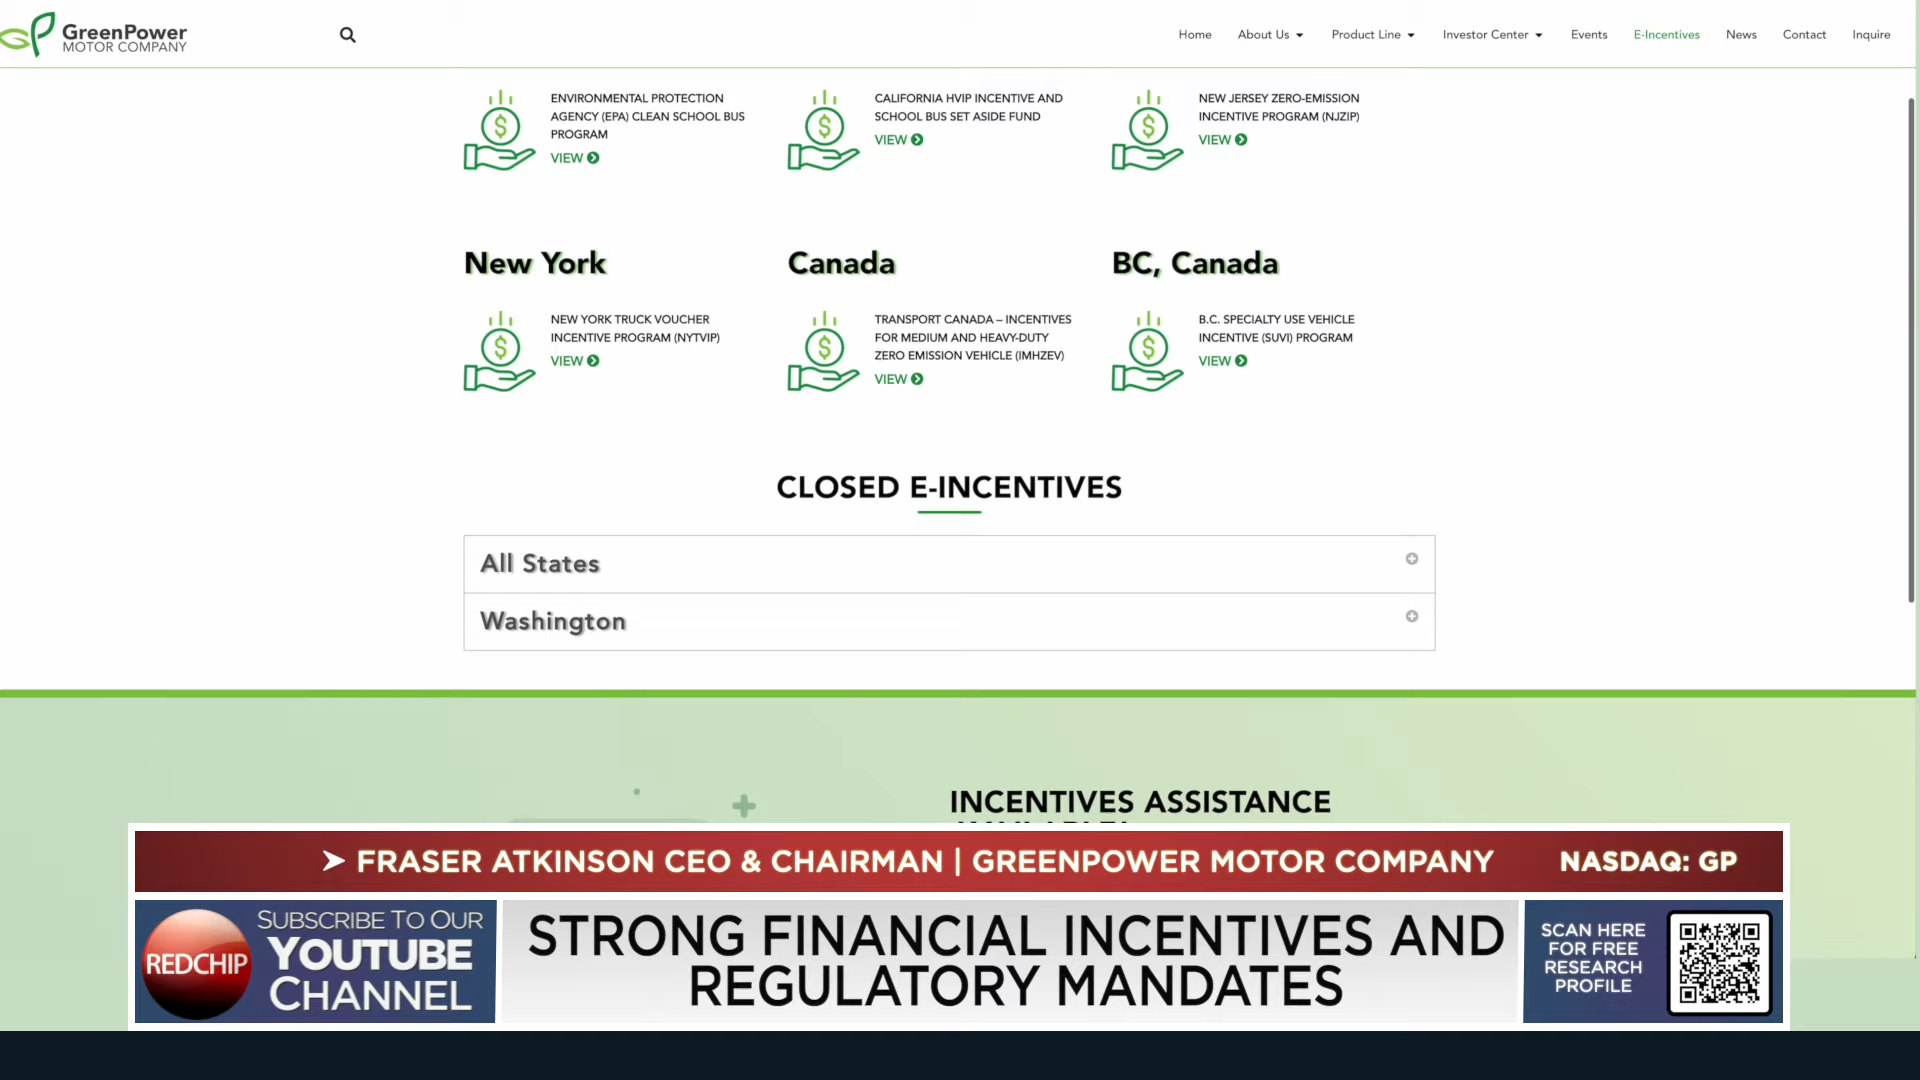 GreenPower
MOTOR COMPANY
Home
About Us
Product Line
Investor Center
Events
E-Incentives
News
Contact
Inquire
ENVIRONMENTAL PROTECTION
AGENCY (EPA) CLEAN SCHOOL BUS
PROGRAM
VIEW
CALIFORNIA HVIP INCENTIVE AND
SCHOOL BUS SET ASIDE FUND
VIEW
NEW JERSEY ZERO-EMISSION
INCENTIVE PROGRAM (NJZIP)
VIEW
New York
NEW YORK TRUCK VOUCHER
INCENTIVE PROGRAM (NYTVIP)
VIEW
Canada
TRANSPORT CANADA – INCENTIVES
FOR MEDIUM AND HEAVY-DUTY
ZERO EMISSION VEHICLE (IMHZEV)
VIEW
BC, Canada
B.C. SPECIALTY USE VEHICLE
INCENTIVE (SUVI) PROGRAM
VIEW
CLOSED E-INCENTIVES
All States
Washington
INCENTIVES ASSISTANCE
➤ FRASER ATKINSON CEO & CHAIRMAN | GREENPOWER MOTOR COMPANY
NASDAQ: GP
REDCHIP
SUBSCRIBE TO OUR
YOUTUBE
CHANNEL
STRONG FINANCIAL INCENTIVES AND
REGULATORY MANDATES
SCAN HERE
FOR FREE
RESEARCH
PROFILE